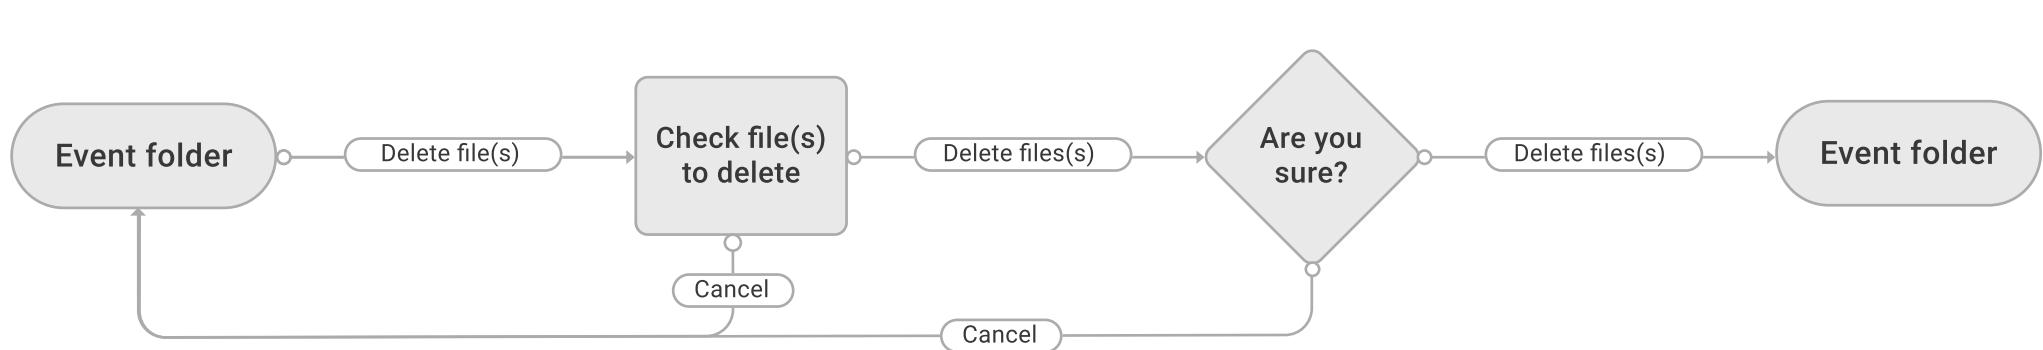 Event folder
Delete file(s)
Check file(s)
to delete
Delete files(s)
Are you
sure?
Delete files(s)
Event folder
Cancel
Cancel